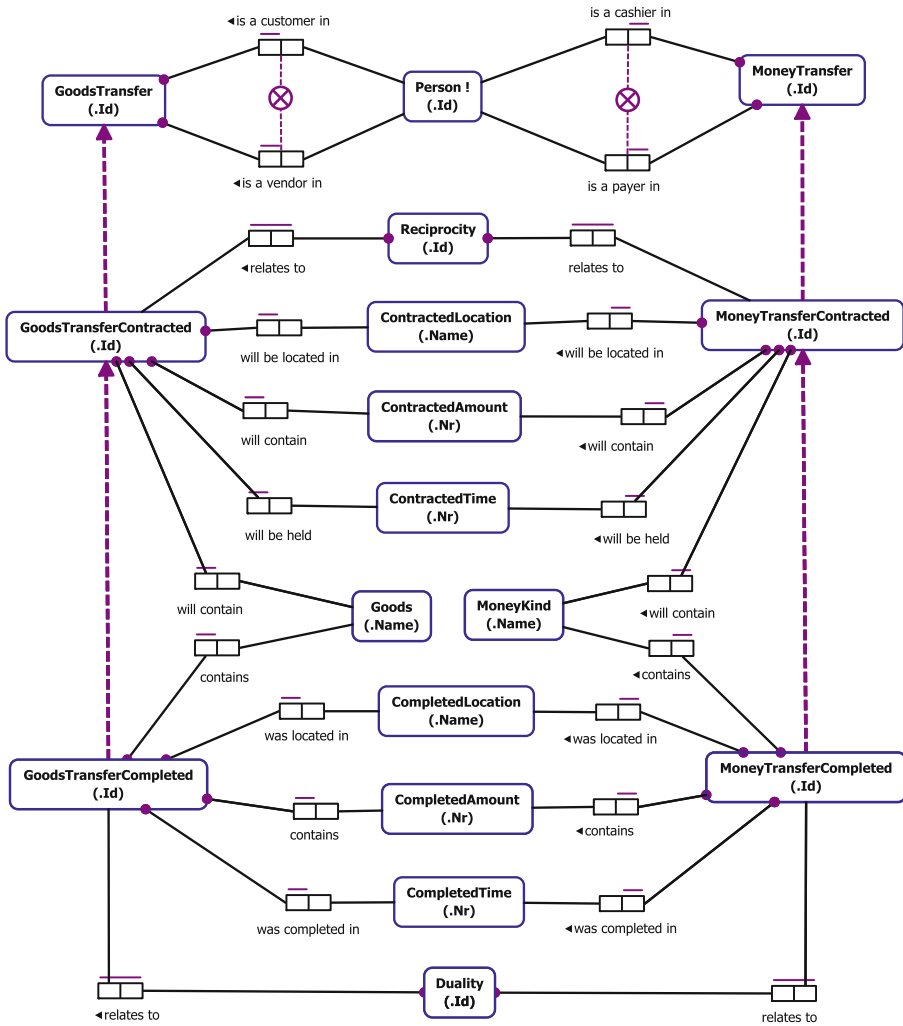 ◄is a customer in
is a cashier in
GoodsTransfer
(.Id)
Person !
(.Id)
MoneyTransfer
(.Id)
◄is a vendor in
is a payer in
Reciprocity
(.Id)
◄relates to
relates to
GoodsTransferContracted
(.Id)
ContractedLocation
(.Name)
MoneyTransferContracted
(.Id)
will be located in
◄will be located in
ContractedAmount
(.Nr)
will contain
◄will contain
ContractedTime
(.Nr)
will be held
◄will be held
Goods
(.Name)
MoneyKind
(.Name)
will contain
◄will contain
contains
◄contains
CompletedLocation
(.Name)
was located in
◄was located in
GoodsTransferCompleted
(.Id)
MoneyTransferCompleted
(.Id)
CompletedAmount
(.Nr)
contains
◄contains
CompletedTime
(.Nr)
was completed in
◄was completed in
Duality
(.Id)
◄relates to
relates to